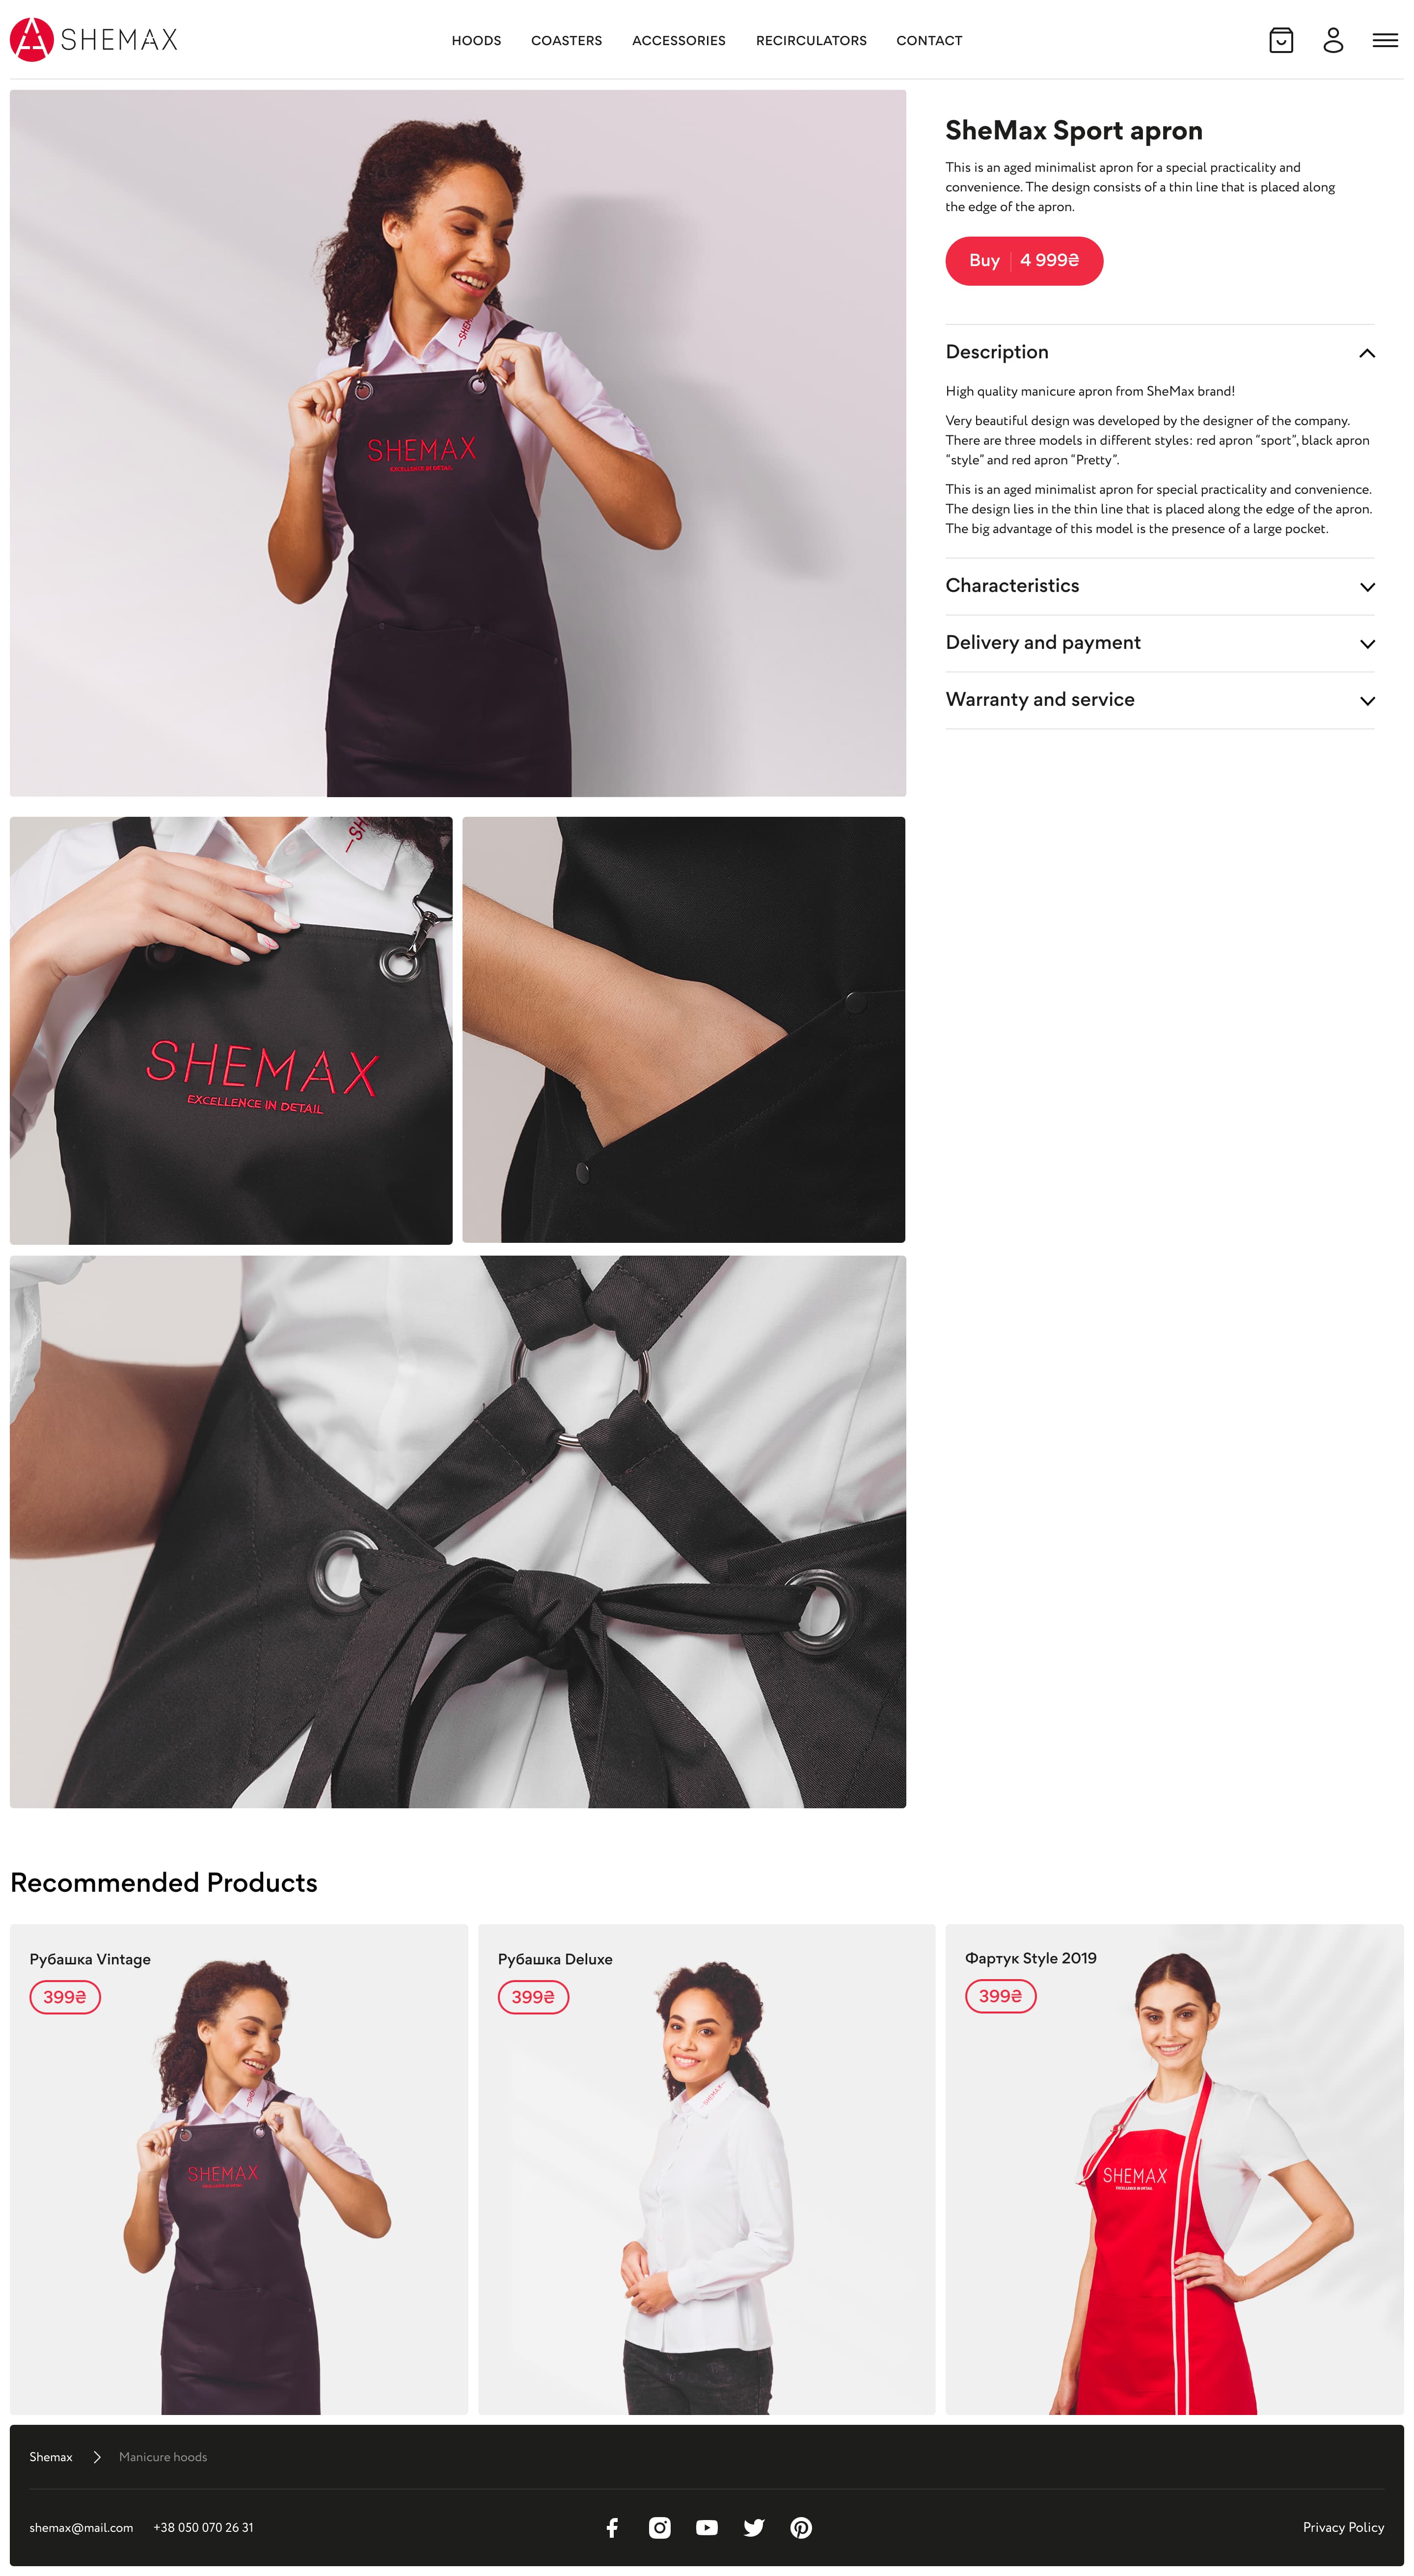 SHEMAX
HOODS COASTERS ACCESSORIES RECIRCULATORS CONTACT
SheMax Sport apron
This is an aged minimalist apron for a special practicality and
convenience. The design consists of a thin line that is placed along
the edge of the apron.
Buy 4 999₴
Description
High quality manicure apron from SheMax brand!
Very beautiful design was developed by the designer of the company.
There are three models in different styles: red apron “sport”, black apron
“style” and red apron “Pretty”.
This is an aged minimalist apron for special practicality and convenience.
The design lies in the thin line that is placed along the edge of the apron.
The big advantage of this model is the presence of a large pocket.
Characteristics
Delivery and payment
Warranty and service
SHEMAX
EXCELLENCE IN DETAIL
SHEMAX
EXCELLENCE IN DETAIL
Recommended Products
Рубашка Vintage
399₴
SHEMAX
EXCELLENCE IN DETAIL
Рубашка Deluxe
399₴
SHEMAX
Фартук Style 2019
399₴
SHEMAX
EXCELLENCE IN DETAIL
Shemax Manicure hoods
shemax@mail.com +38 050 070 26 31
Privacy Policy